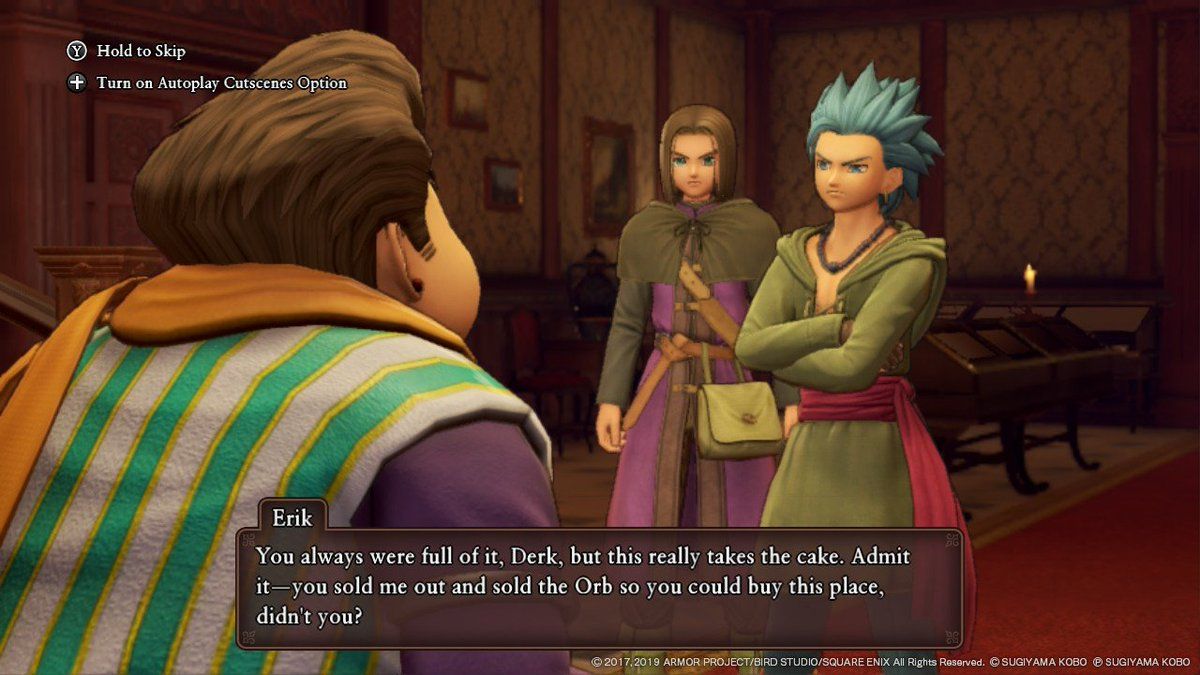 Ⓨ Hold to Skip
+ Turn on Autoplay Cutscenes Option
Erik
You always were full of it, Derk, but this really takes the cake. Admit
it—you sold me out and sold the Orb so you could buy this place,
didn't you?
© 2017, 2019 ARMOR PROJECT/BIRD STUDIO/SQUARE ENIX All Rights Reserved. © SUGIYAMA KOBO ℗ SUGIYAMA KOBO